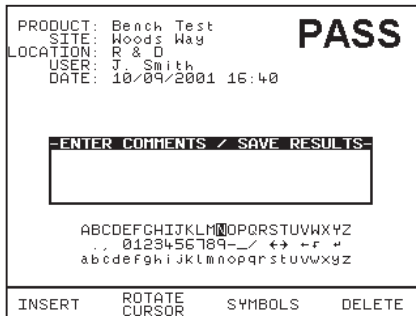 PRODUCT: Bench Test
SITE: Woods Way
LOCATION: R & D
USER: J. Smith
DATE: 10/09/2001 16:40
PASS
-ENTER COMMENTS / SAVE RESULTS-
ABCDEFGHIJKLMNOPQRSTUVWXYZ
., 0123456789-_/ ←→ ←↑ ↵
abcdefghijklmnopqrstuvwxyz
INSERT ROTATE CURSOR SYMBOLS DELETE